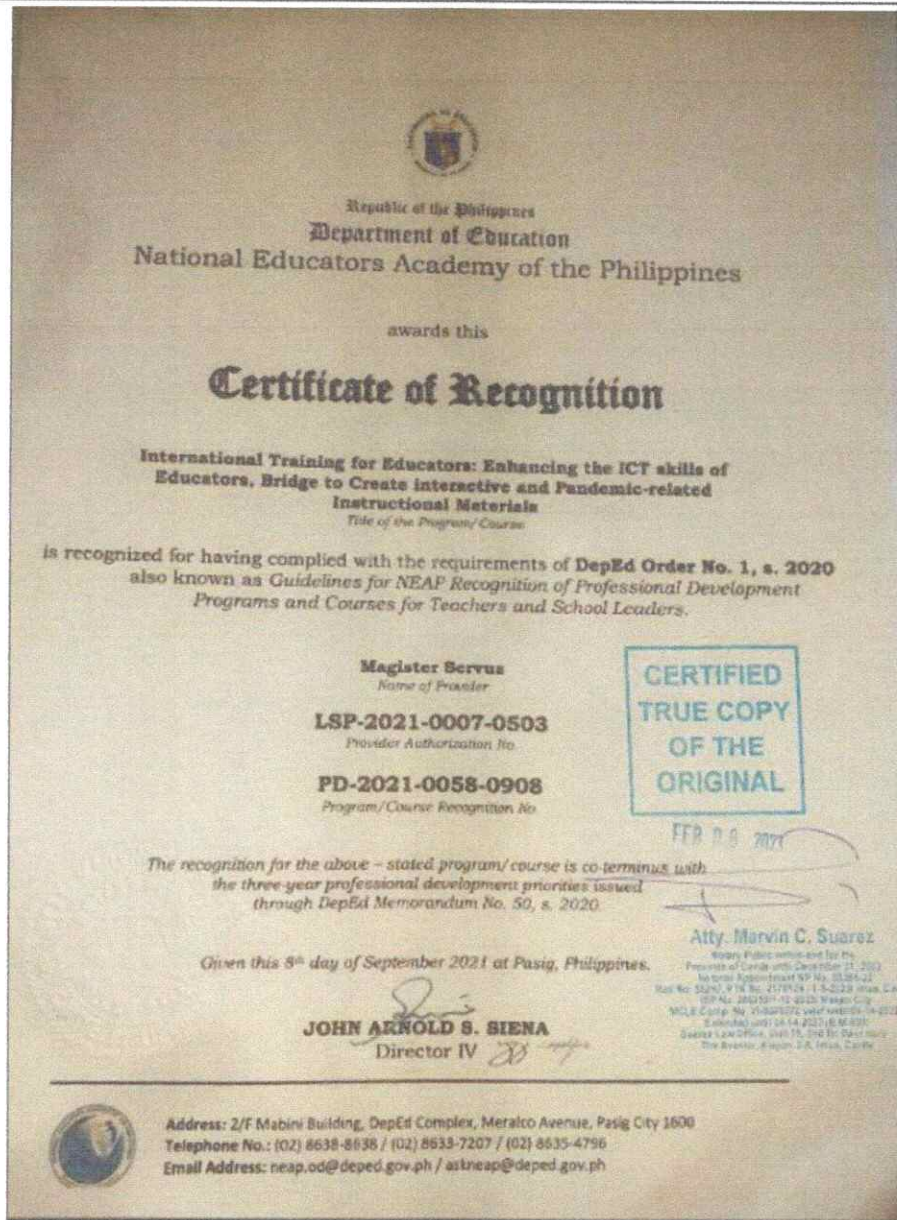 Republic of the Philippines
Department of Education
National Educators Academy of the Philippines
awards this
Certificate of Recognition
International Training for Educators: Enhancing the ICT skills of
Educators, Bridge to Create interactive and Pandemic-related
Instructional Materials
Title of the Program/Course
is recognized for having complied with the requirements of DepEd Order No. 1, s. 2020
also known as Guidelines for NEAP Recognition of Professional Development
Programs and Courses for Teachers and School Leaders.
Magister Servus
Name of Provider
LSP-2021-0007-0503
Provider Authorization No.
PD-2021-0058-0908
Program/Course Recognition No.
CERTIFIED
TRUE COPY
OF THE
ORIGINAL
FEB
The recognition for the above – stated program/course is co-terminus with
the three-year professional development priorities issued
through DepEd Memorandum No. 50, s. 2020.
Atty. Marvin C. Suarez
Given this 8th day of September 2021 at Pasig, Philippines.
JOHN ARNOLD S. SIENA
Director IV
Address: 2/F Mabini Building, DepEd Complex, Meralco Avenue, Pasig City 1600
Telephone No.: (02) 8638-8638 / (02) 8633-7207 / (02) 8635-4796
Email Address: neap.od@deped.gov.ph / askneap@deped.gov.ph